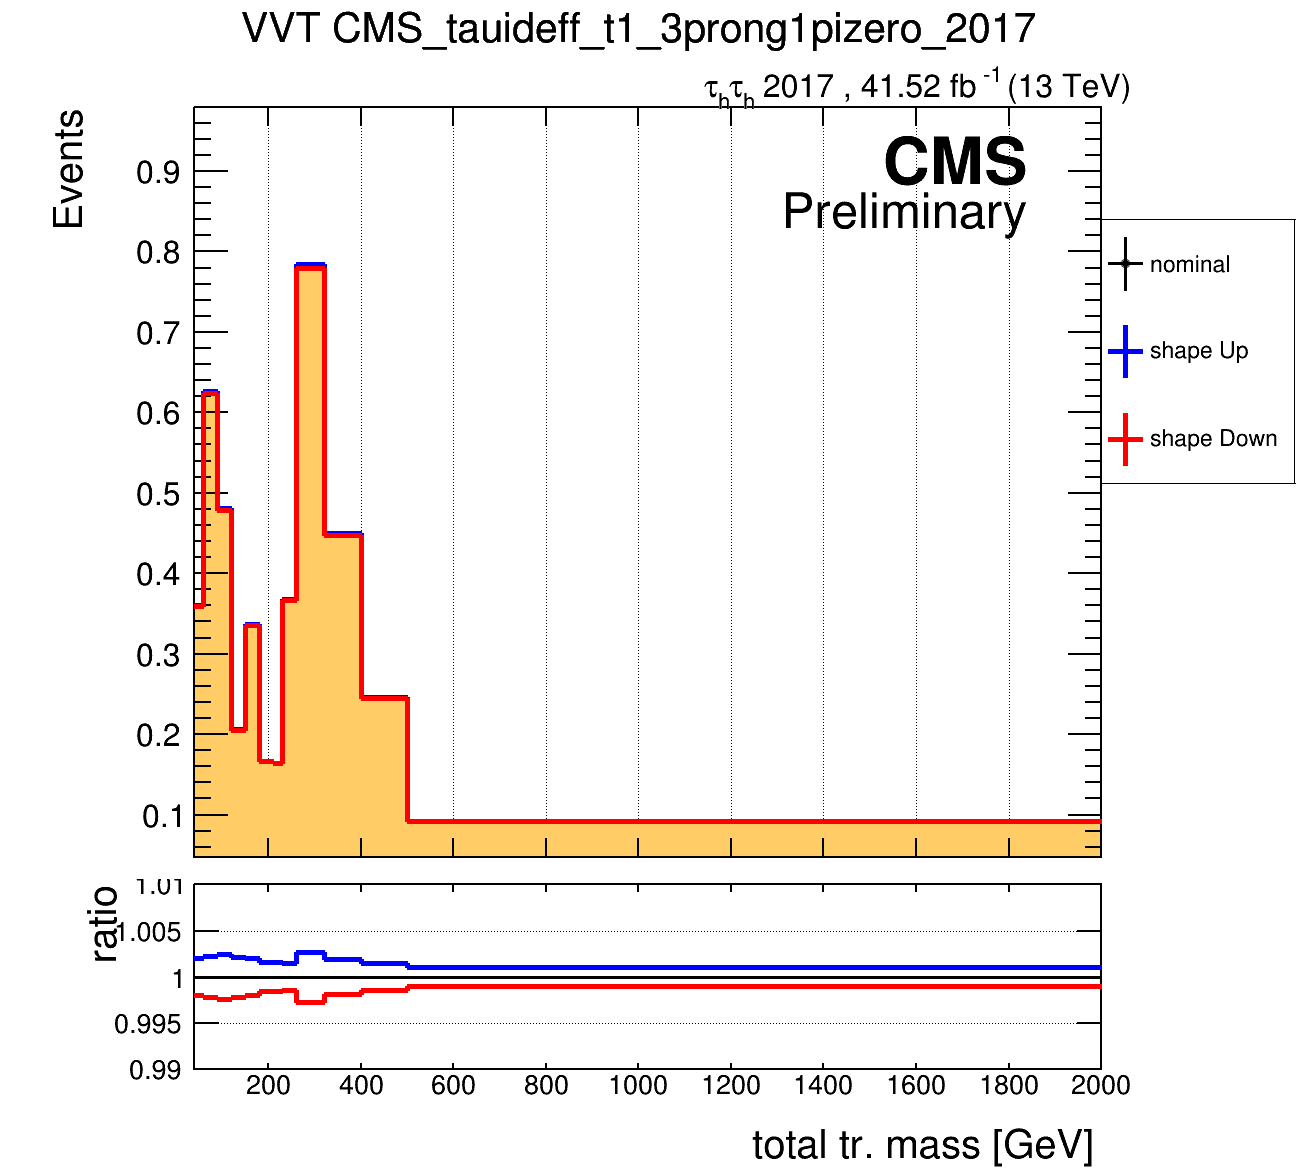 VVT CMS_tauideff_t1_3prong1pizero_2017
τhτh 2017 , 41.52 fb-1 (13 TeV)
Events
CMS
Preliminary
0.9
0.8
0.7
0.6
0.5
0.4
0.3
0.2
0.1
nominal
shape Up
shape Down
ratio
1.01
1.005
1
0.995
0.99
200 400 600 800 1000 1200 1400 1600 1800 2000
total tr. mass [GeV]